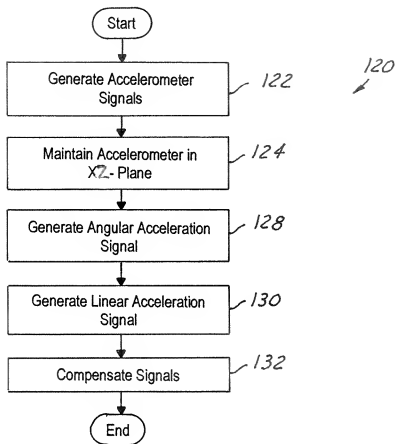 Start
Generate Accelerometer
Signals
122
120
Maintain Accelerometer in
XZ- Plane
124
Generate Angular Acceleration
Signal
128
Generate Linear Acceleration
Signal
130
Compensate Signals
132
End